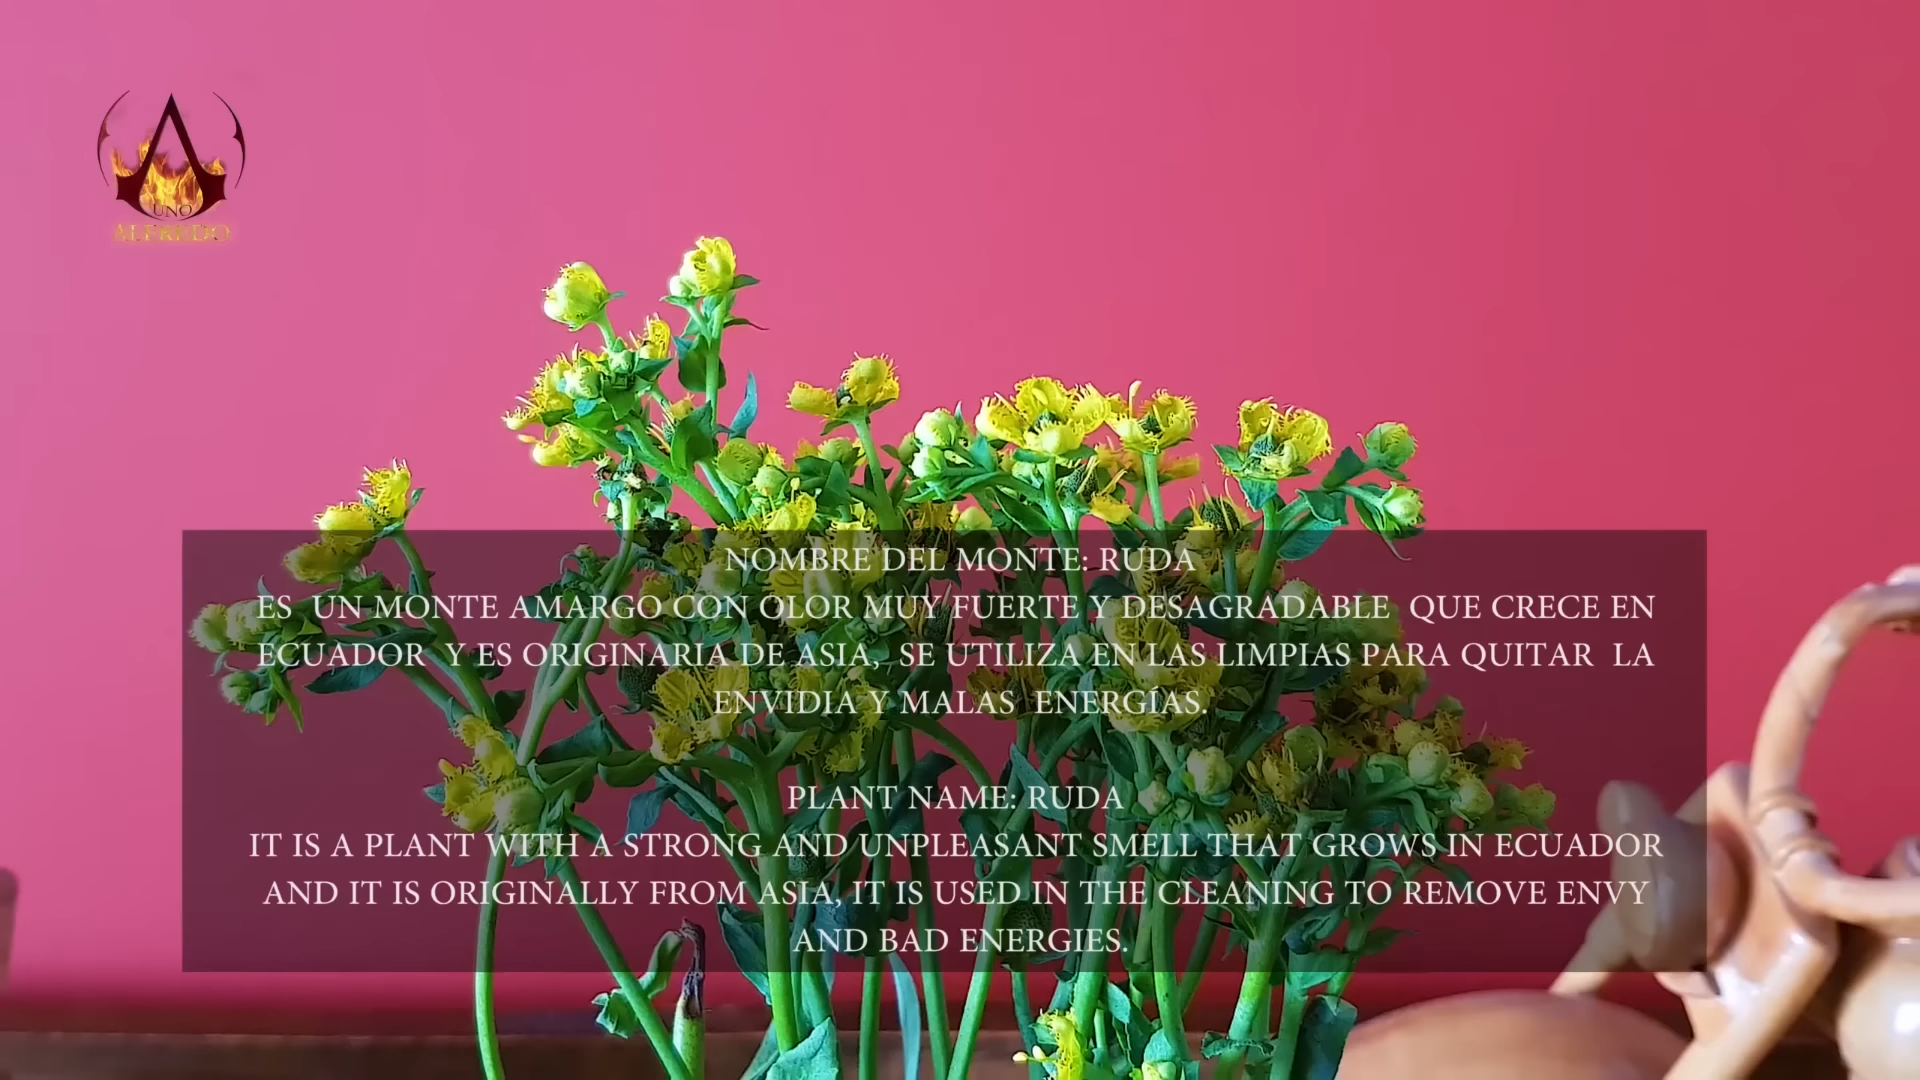 UNO
ALFREDO
NOMBRE DEL MONTE: RUDA
ES UN MONTE AMARGO CON OLOR MUY FUERTE Y DESAGRADABLE QUE CRECE EN
ECUADOR Y ES ORIGINARIA DE ASIA, SE UTILIZA EN LAS LIMPIAS PARA QUITAR LA
ENVIDIA Y MALAS ENERGÍAS.
PLANT NAME: RUDA
IT IS A PLANT WITH A STRONG AND UNPLEASANT SMELL THAT GROWS IN ECUADOR
AND IT IS ORIGINALLY FROM ASIA, IT IS USED IN THE CLEANING TO REMOVE ENVY
AND BAD ENERGIES.